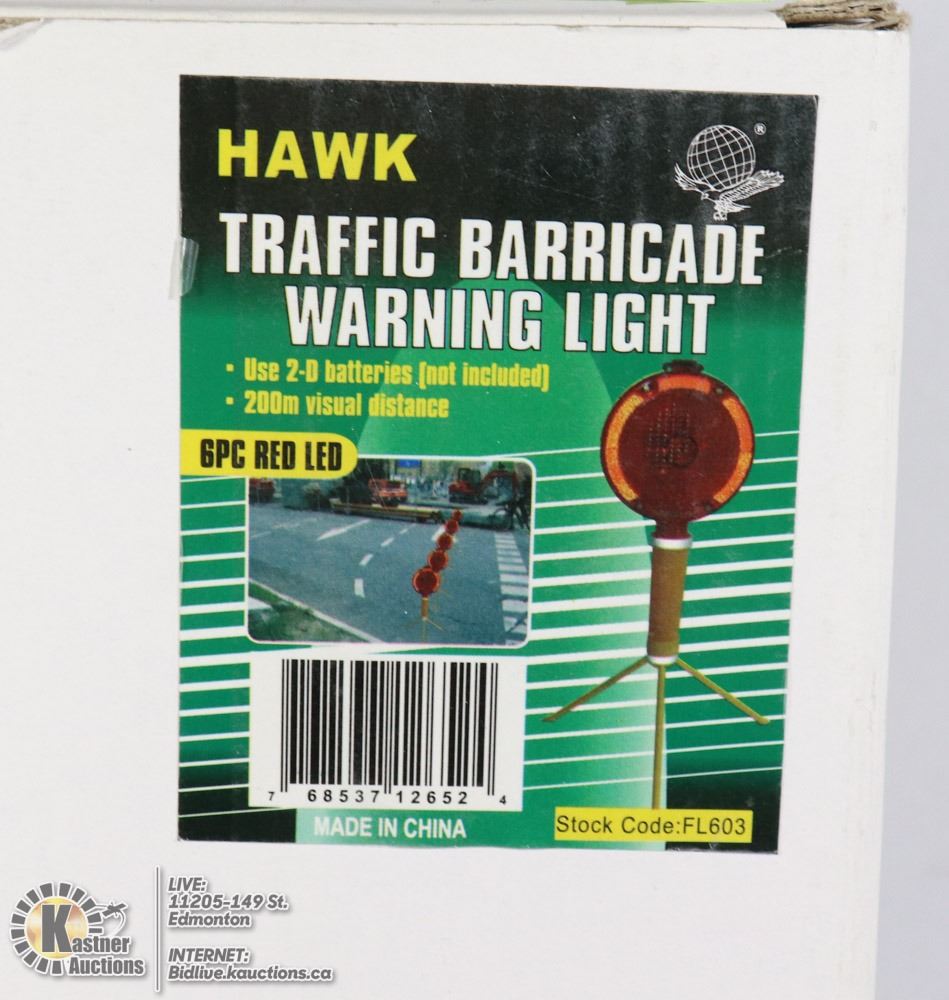 HAWK
®
TRAFFIC BARRICADE
WARNING LIGHT
· Use 2-D batteries (not included)
· 200m visual distance
6PC RED LED
7 68537 12652 4
MADE IN CHINA
Stock Code:FL603
Kastner
Auctions
LIVE:
11205-149 St.
Edmonton
INTERNET:
Bidlive.kauctions.ca